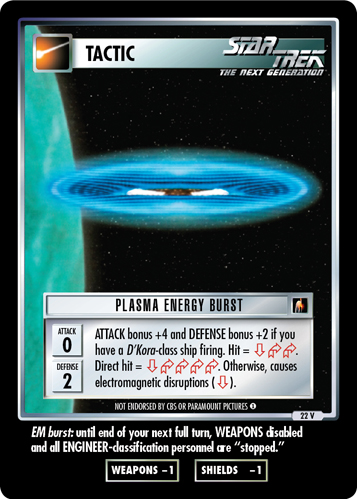 TACTIC
STAR TREK
THE NEXT GENERATION
PLASMA ENERGY BURST
ATTACK
0
DEFENSE
2
ATTACK bonus +4 and DEFENSE bonus +2 if you
have a D'Kora-class ship firing. Hit =
Direct hit = . Otherwise, causes
electromagnetic disruptions ( ).
NOT ENDORSED BY CBS OR PARAMOUNT PICTURES
22 V
EM burst: until end of your next full turn, WEAPONS disabled
and all ENGINEER-classification personnel are "stopped."
WEAPONS -1 SHIELDS -1